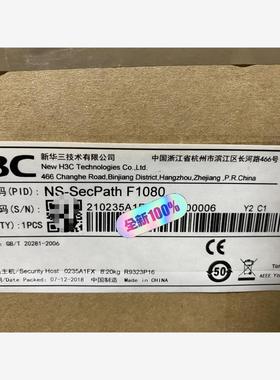 3C
新华三技术有限公司
New H3C Technologies Co.,Ltd.
中国浙江省杭州市滨江区长河路466号
466 Changhe Road,Binjiang District,Hangzhou,Zhejiang ,P.R.China
码(PID): NS-SecPath F1080
码(S/N):
210235A1F
00006
Y2 C1
全新100%
TITY): 1PCS
GB/T 20281-2006
主机/Security Host 0235A1FX 8.20kg R9323P16
Date Packed 07-12-2018 中国制造 Made in CHINA
50